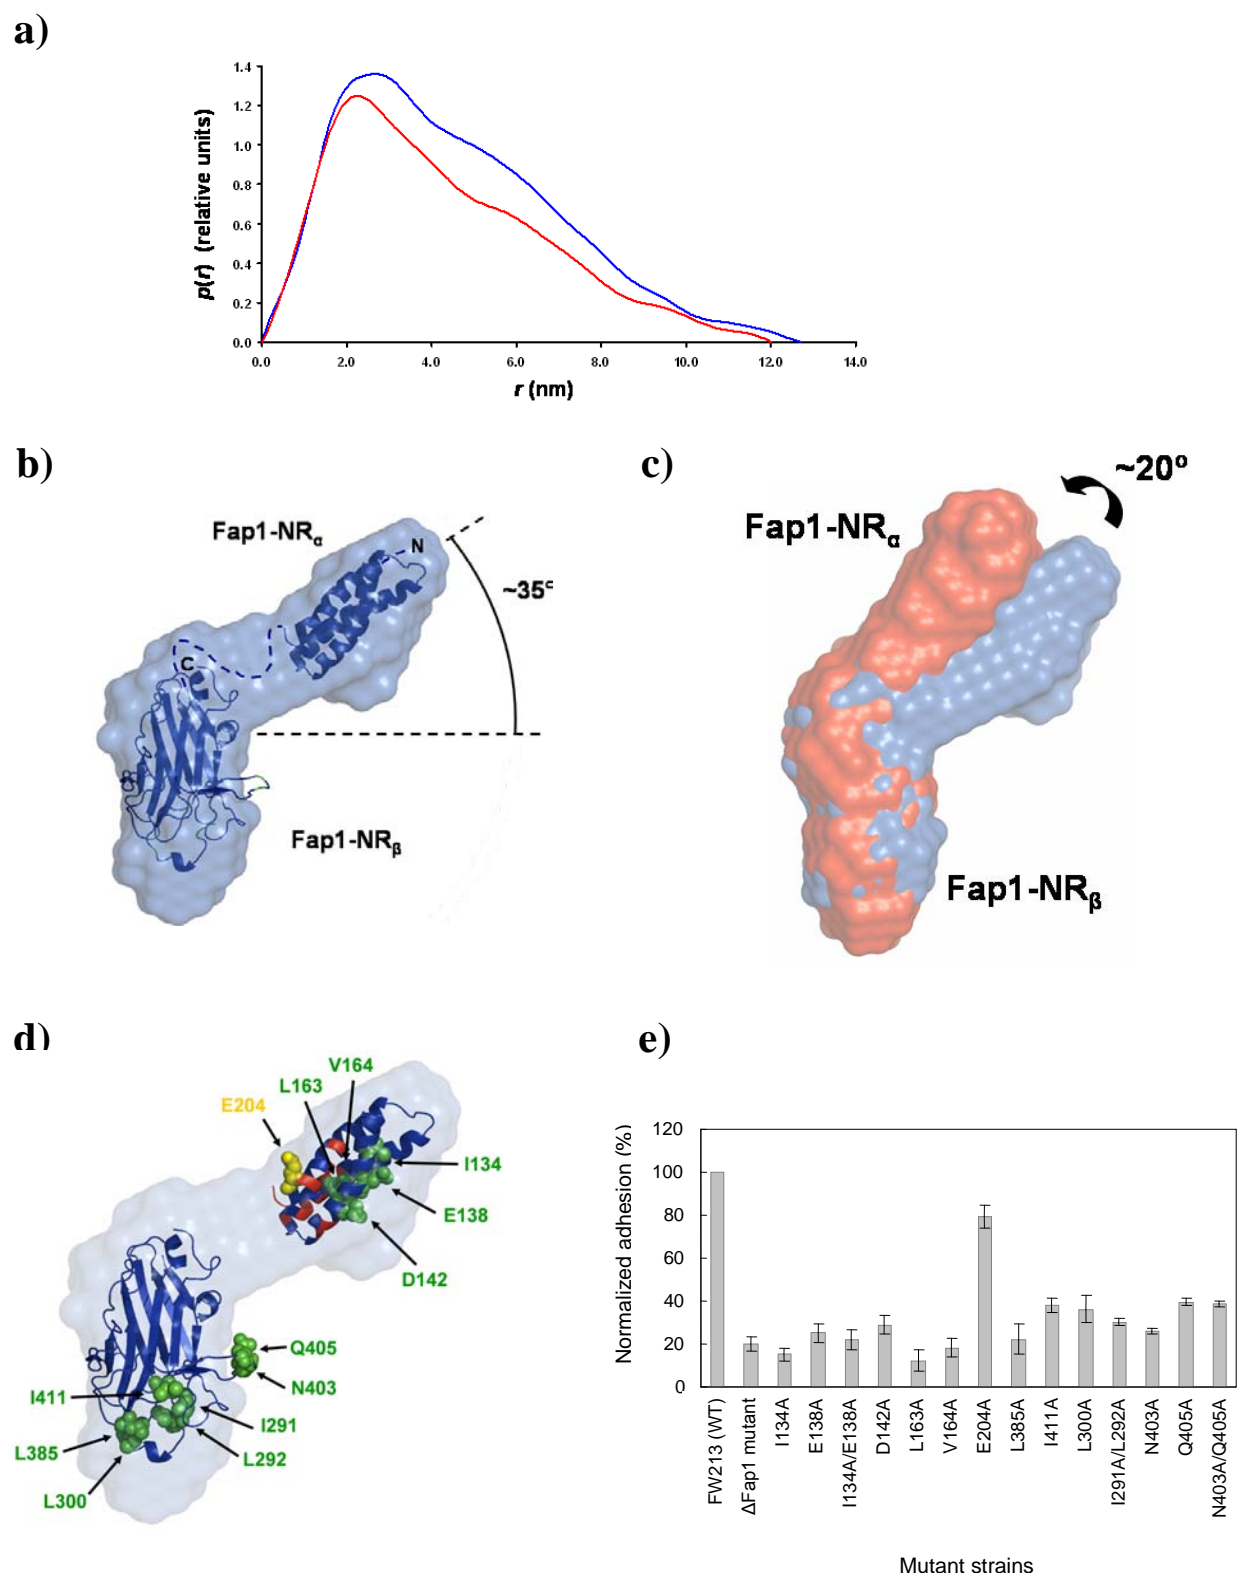 a)
1.4
1.2
1.0
0.8
0.6
0.4
0.2
0.0
p(r) (relative units)
0.0 2.0 4.0 6.0 8.0 10.0 12.0 14.0
r (nm)
b)
Fap1-NRα
N
~35°
C
Fap1-NRβ
c)
~20°
Fap1-NRα
Fap1-NRβ
d)
V164
L163
E204
I134
E138
D142
Q405
N403
I411
I291
L385
L292
L300
e)
Normalized adhesion (%)
120
100
80
60
40
20
0
FW213 (WT)
ΔFap1 mutant
I134A
E138A
I134A/E138A
D142A
L163A
V164A
E204A
L385A
I411A
L300A
I291A/L292A
N403A
Q405A
N403A/Q405A
Mutant strains